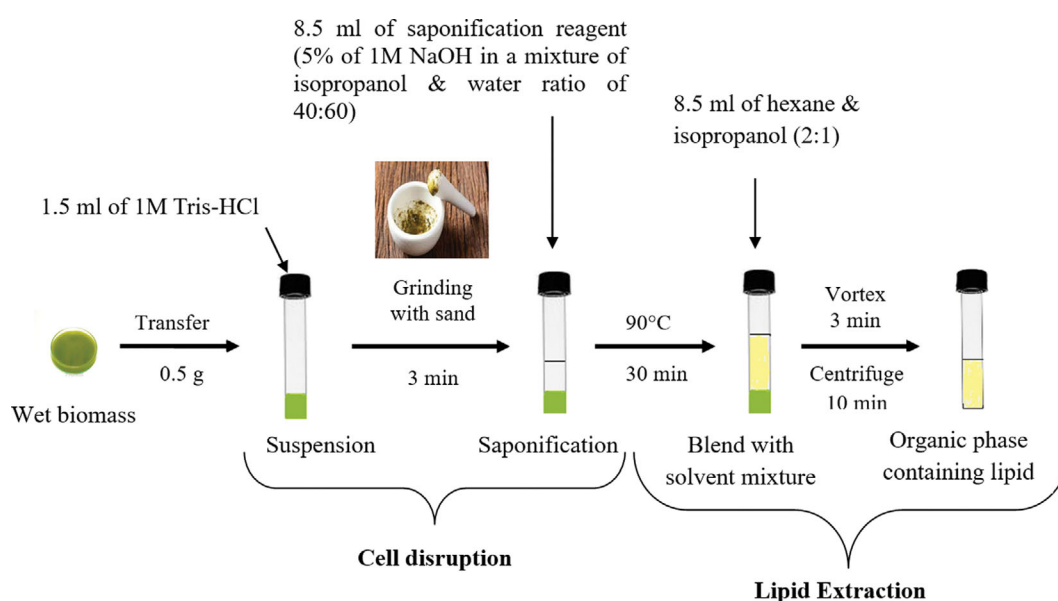 8.5 ml of saponification reagent
(5% of 1M NaOH in a mixture of
isopropanol & water ratio of
40:60)
8.5 ml of hexane &
isopropanol (2:1)
1.5 ml of 1M Tris-HCl
Grinding
with sand
3 min
Transfer
0.5 g
90°C
30 min
Vortex
3 min
Centrifuge
10 min
Wet biomass
Suspension
Saponification
Blend with
solvent mixture
Organic phase
containing lipid
Cell disruption
Lipid Extraction